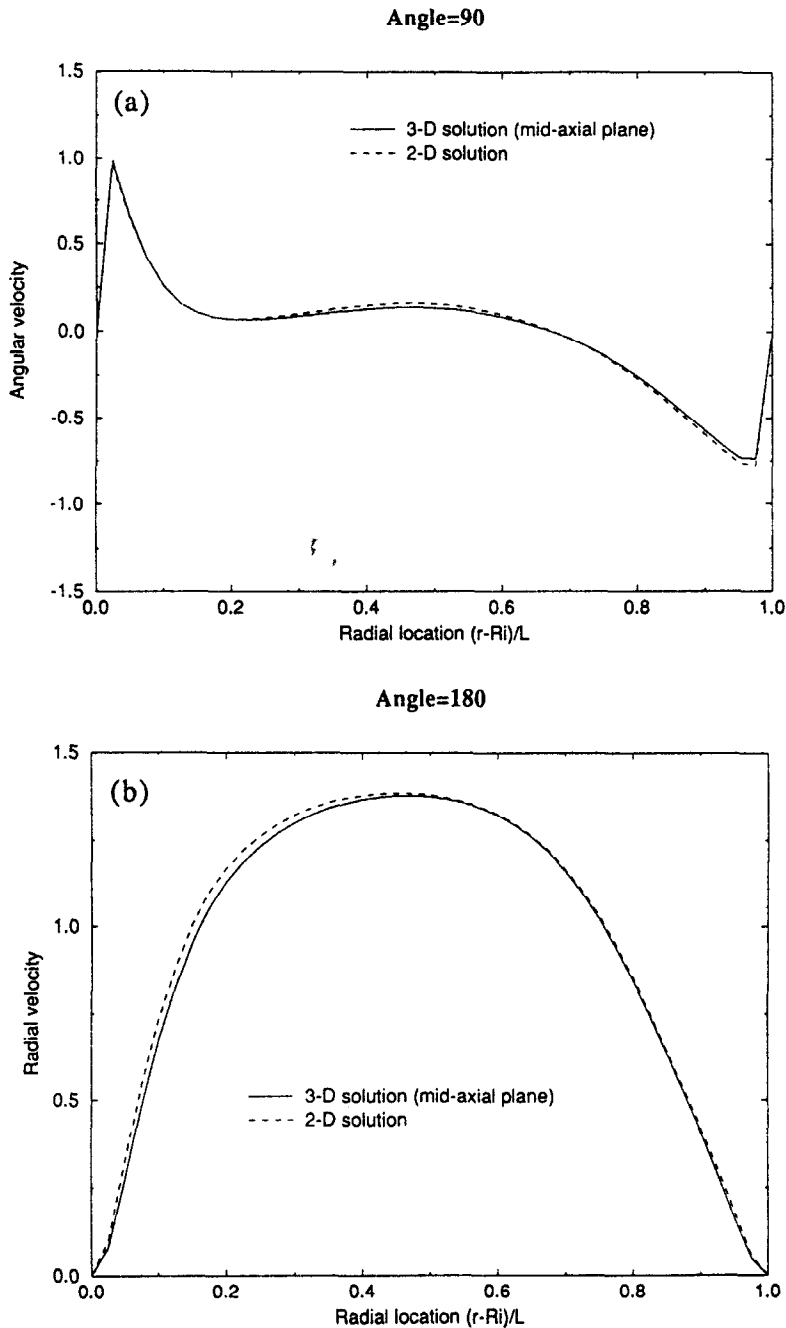 Angle=90
(a)
3-D solution (mid-axial plane)
2-D solution
1.5
1.0
0.5
0.0
-0.5
-1.0
-1.5
Angular velocity
0.0 0.2 0.4 0.6 0.8 1.0
Radial location (r-Ri)/L
Angle=180
(b)
1.5
1.0
0.5
0.0
Radial velocity
3-D solution (mid-axial plane)
2-D solution
0.0 0.2 0.4 0.6 0.8 1.0
Radial location (r-Ri)/L